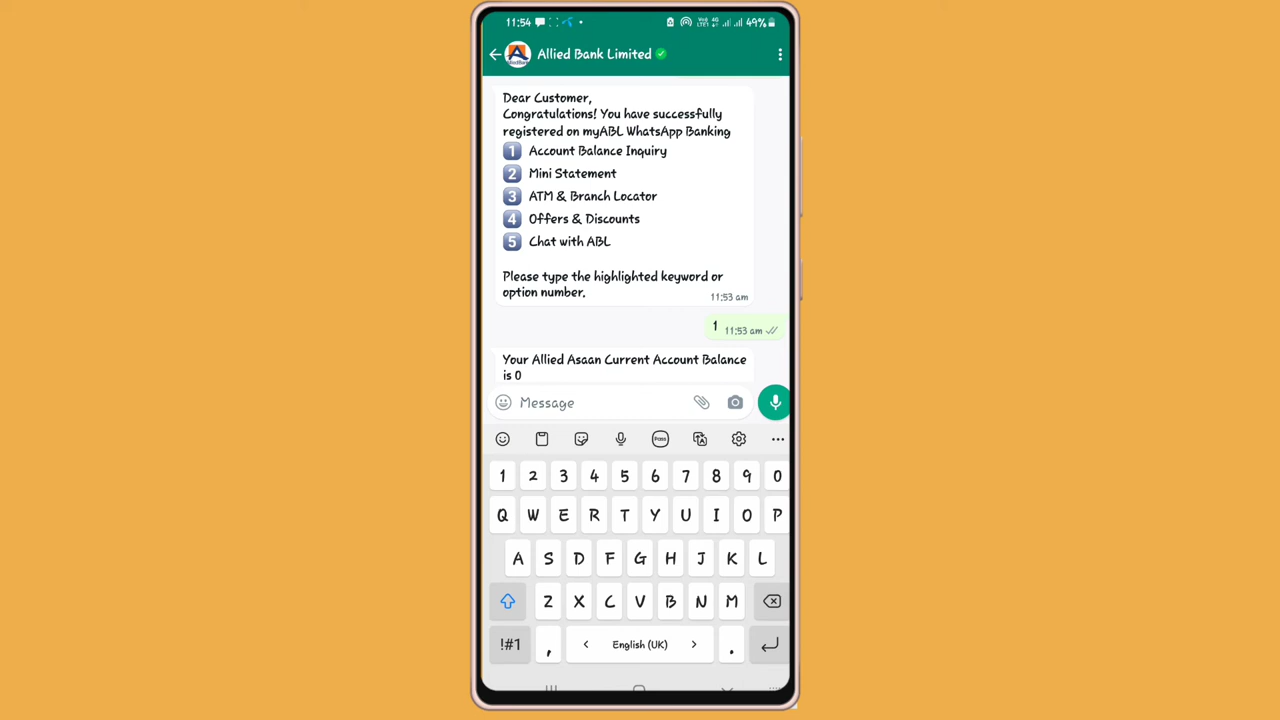 11:54 49%
Allied Bank Limited
Dear Customer,
Congratulations! You have successfully
registered on myABL WhatsApp Banking
1 Account Balance Inquiry
2 Mini Statement
3 ATM & Branch Locator
4 Offers & Discounts
5 Chat with ABL
Please type the highlighted keyword or
option number.
11:53 am
1 11:53 am
Your Allied Asaan Current Account Balance
is 0
Message
Pass
1 2 3 4 5 6 7 8 9 0
Q W E R T Y U I O P
A S D F G H J K L
Z X C V B N M
!#1 , < English (UK) > .